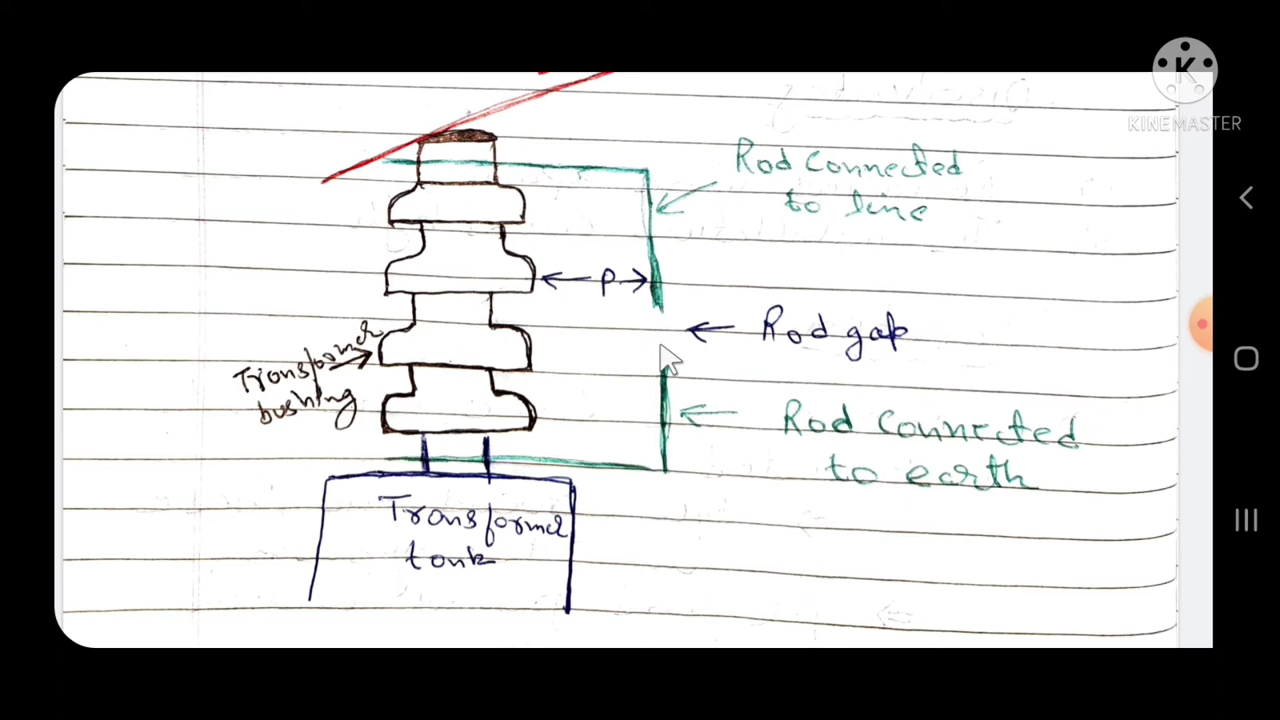 KINEMASTER
Rod Connected
to line
P
Rod gap
Transformer
bushing
Rod Connected
to earth
Transformer
tank